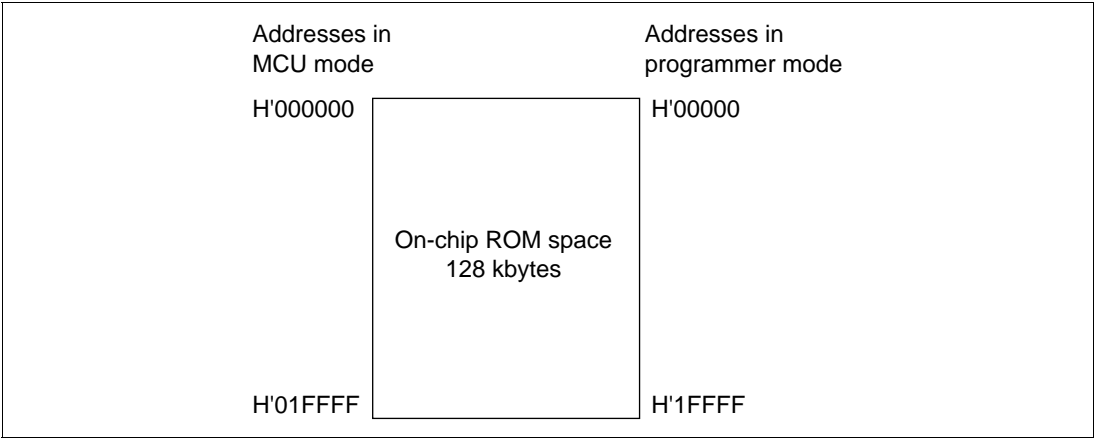 Addresses in
MCU mode
Addresses in
programmer mode
H'000000
H'00000
On-chip ROM space
128 kbytes
H'01FFFF
H'1FFFF